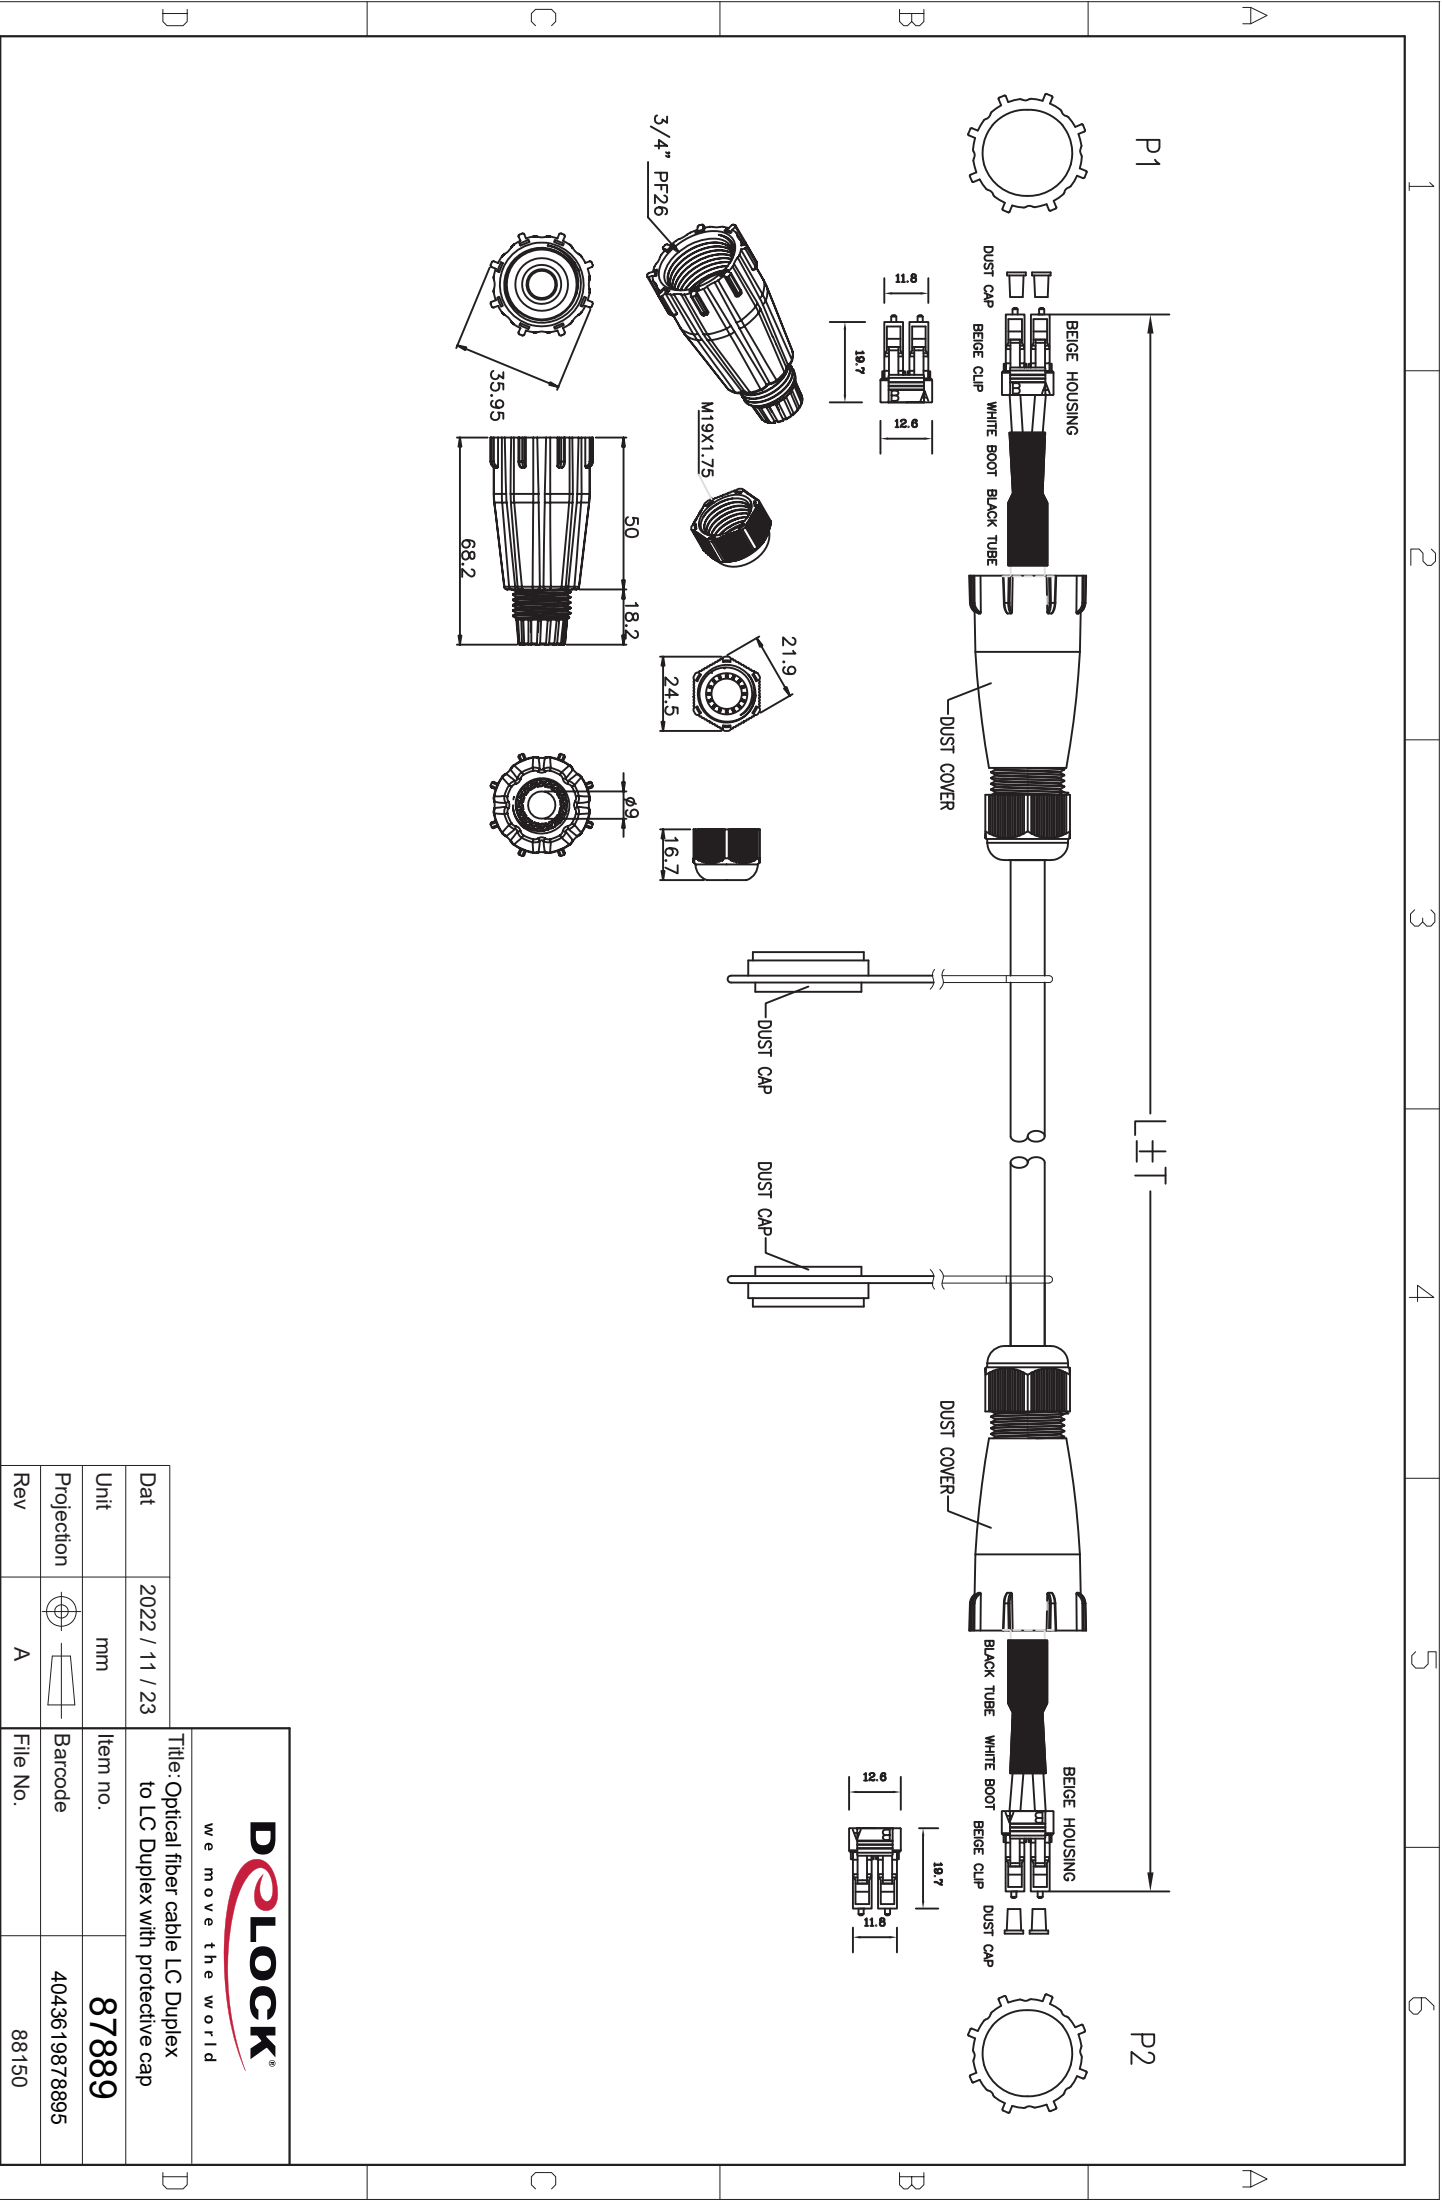 1 2 3 4 5 6
A
B
C
D
A
B
C
D
P1
L±T
P2
BEIGE HOUSING
A
B
DUST CAP
BEIGE CLIP
WHITE BOOT
BLACK TUBE
DUST COVER
DUST CAP
DUST CAP
DUST COVER
BLACK TUBE
WHITE BOOT
BEIGE CLIP
DUST CAP
BEIGE HOUSING
A
B
11.8
19.7
12.6
A
B
12.6
19.7
11.8
A
B
3/4" PF26
M19X1.75
21.9
24.5
16.7
35.95
50
18.2
68.2
ø9
DELOCK®
we move the world
Title: Optical fiber cable LC Duplex
to LC Duplex with protective cap
Dat 2022 / 11 / 23
Unit mm
Item no. 87889
Projection
Barcode 4043619878895
Rev A
File No. 88150